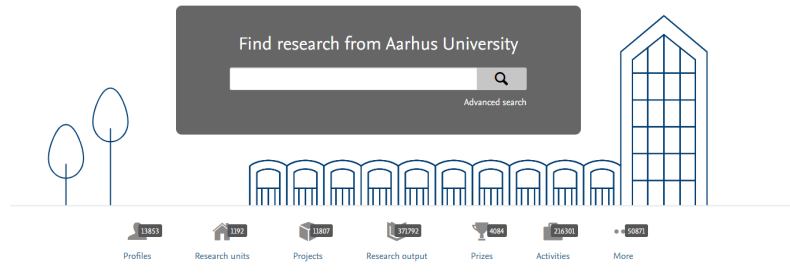 Find research from Aarhus University
Advanced search
13853 1192 11807 371792 4084 216301 50871
Profiles Research units Projects Research output Prizes Activities More